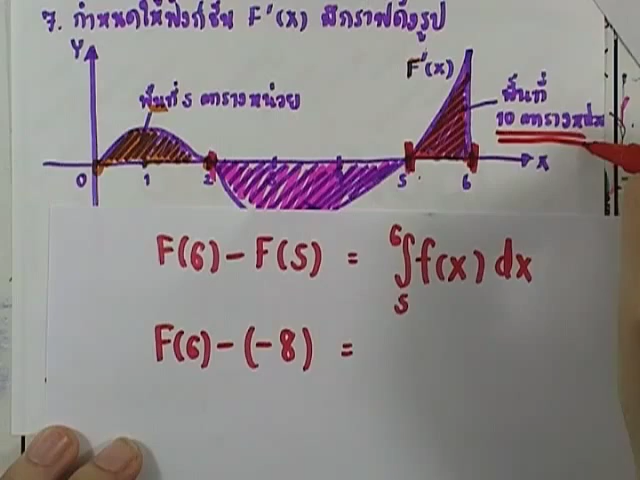 7. กำหนดให้ฟังก์ชัน F'(x) มีกราฟดังรูป
Y
F'(x)
พื้นที่ 5 ตารางหน่วย
พื้นที่
10 ตารางหน่วย
0 1 2 5 6 X
F(6) - F(5) = ∫₅⁶ f(x) dx
F(6) - (-8) =